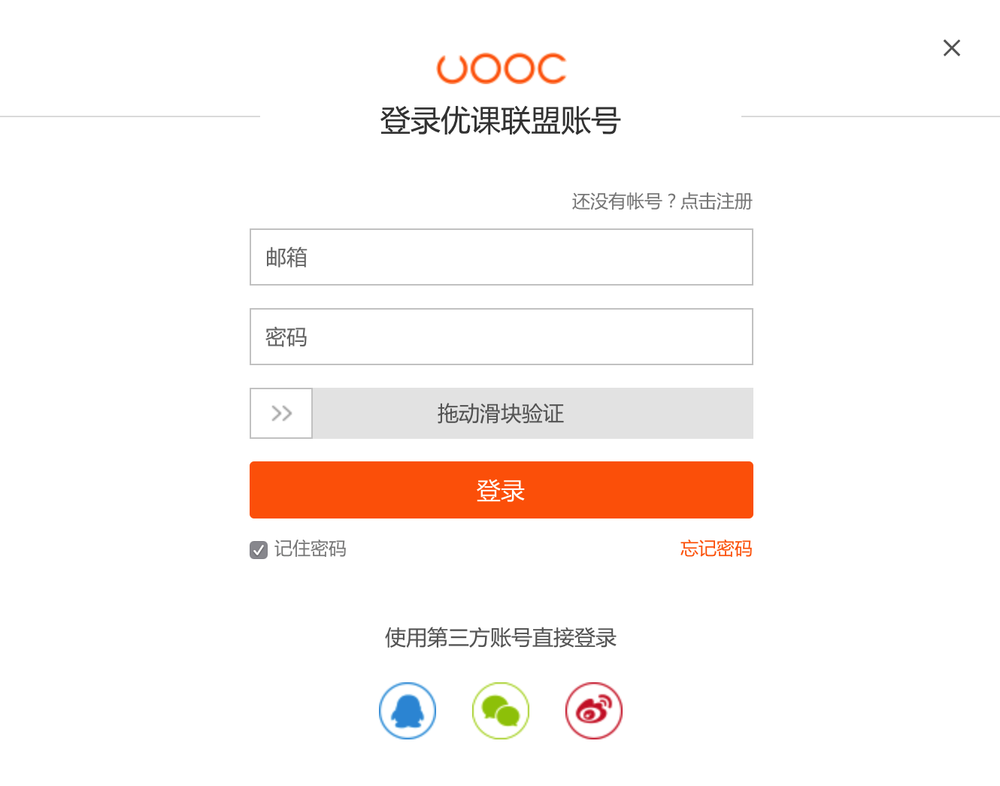 UOOC
登录优课联盟账号
还没有帐号？点击注册
邮箱
密码
拖动滑块验证
登录
记住密码 忘记密码
使用第三方账号直接登录